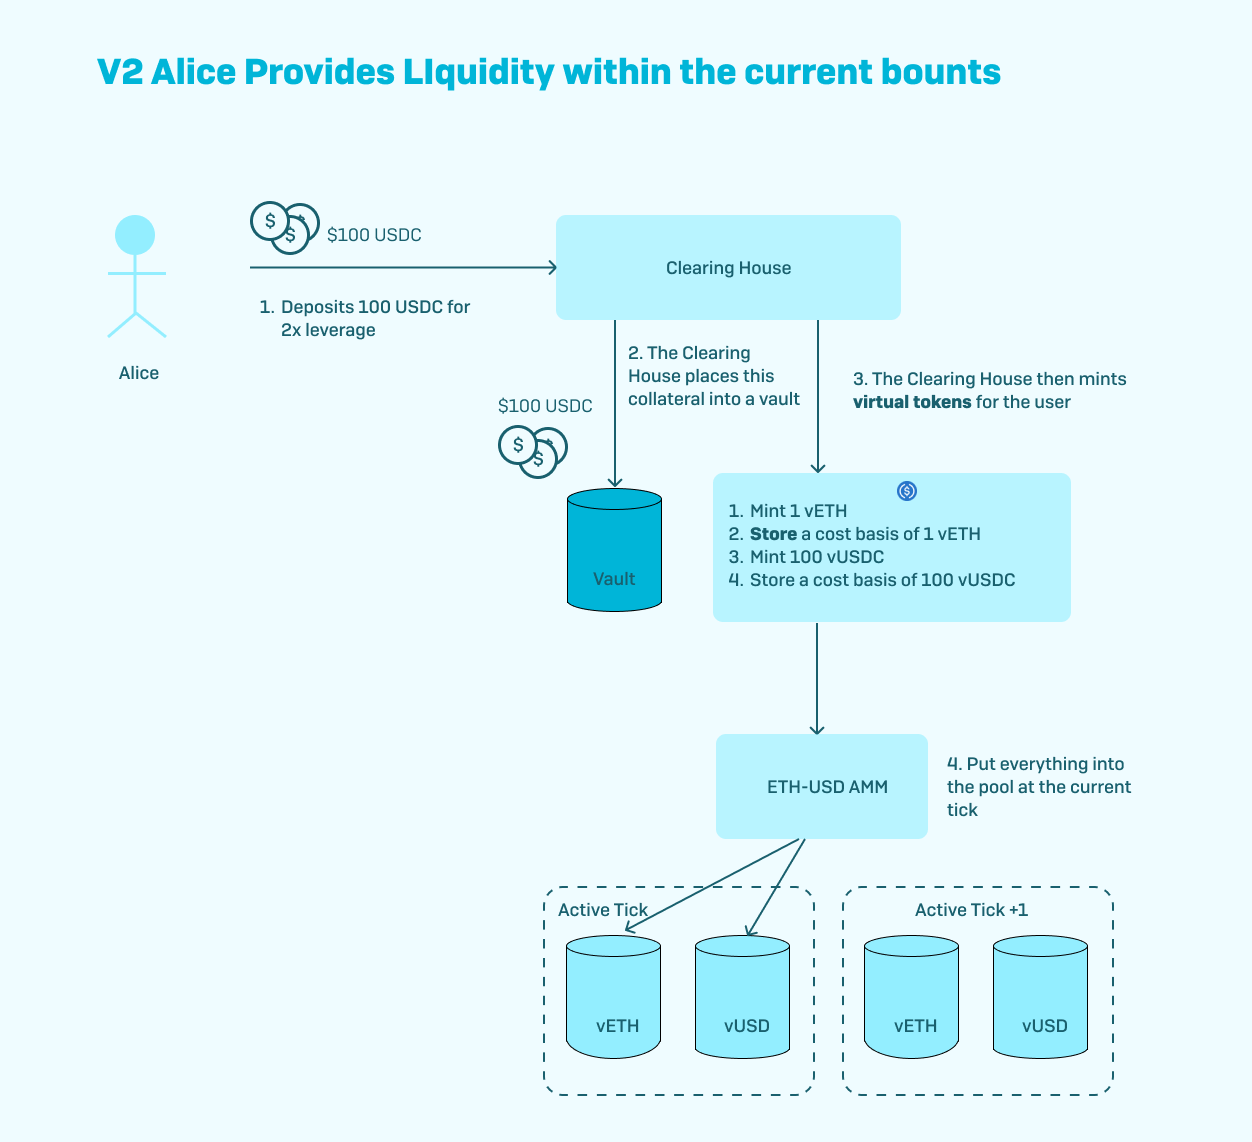 V2 Alice Provides LIquidity within the current bounts
$ $ $
$100 USDC
Clearing House
1. Deposits 100 USDC for
2x leverage
Alice
2. The Clearing
House places this
collateral into a vault
3. The Clearing House then mints
virtual tokens for the user
$100 USDC
$ $ $
Vault
$
1. Mint 1 vETH
2. Store a cost basis of 1 vETH
3. Mint 100 vUSDC
4. Store a cost basis of 100 vUSDC
ETH-USD AMM
4. Put everything into
the pool at the current
tick
Active Tick
vETH
vUSD
Active Tick +1
vETH
vUSD